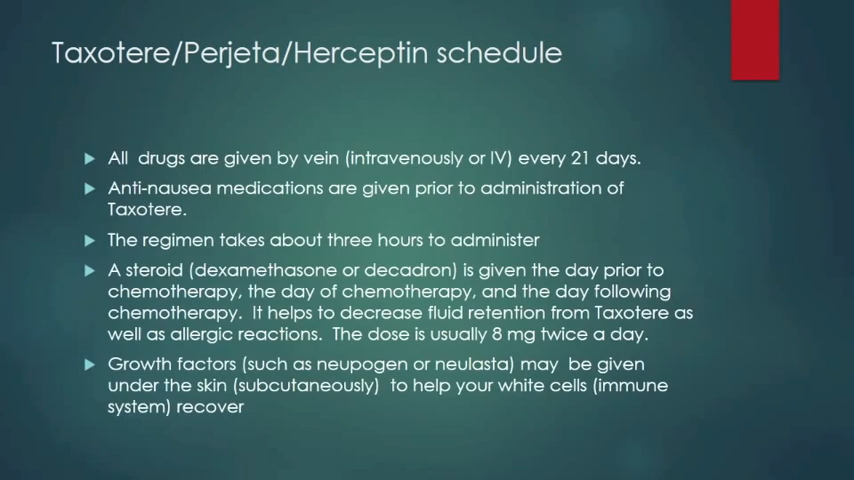 Taxotere/Perjeta/Herceptin schedule
All drugs are given by vein (intravenously or IV) every 21 days.
Anti-nausea medications are given prior to administration of
Taxotere.
The regimen takes about three hours to administer
A steroid (dexamethasone or decadron) is given the day prior to
chemotherapy, the day of chemotherapy, and the day following
chemotherapy. It helps to decrease fluid retention from Taxotere as
well as allergic reactions. The dose is usually 8 mg twice a day.
Growth factors (such as neupogen or neulasta) may be given
under the skin (subcutaneously) to help your white cells (immune
system) recover